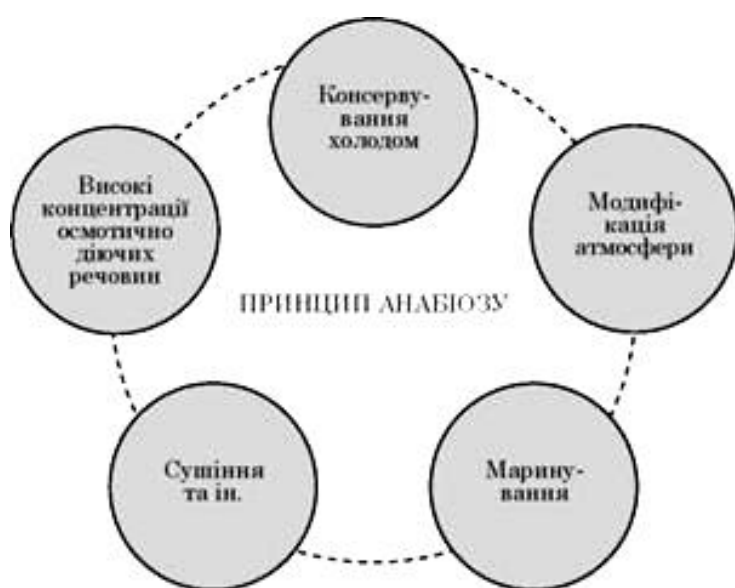 Консерву-
вання
холодом
Модифі-
кація
атмосфери
Марину-
вання
Сушіння
та ін.
Високі
концентрації
осмотично
діючих
речовин
ПРИНЦИП АНАБІОЗУ